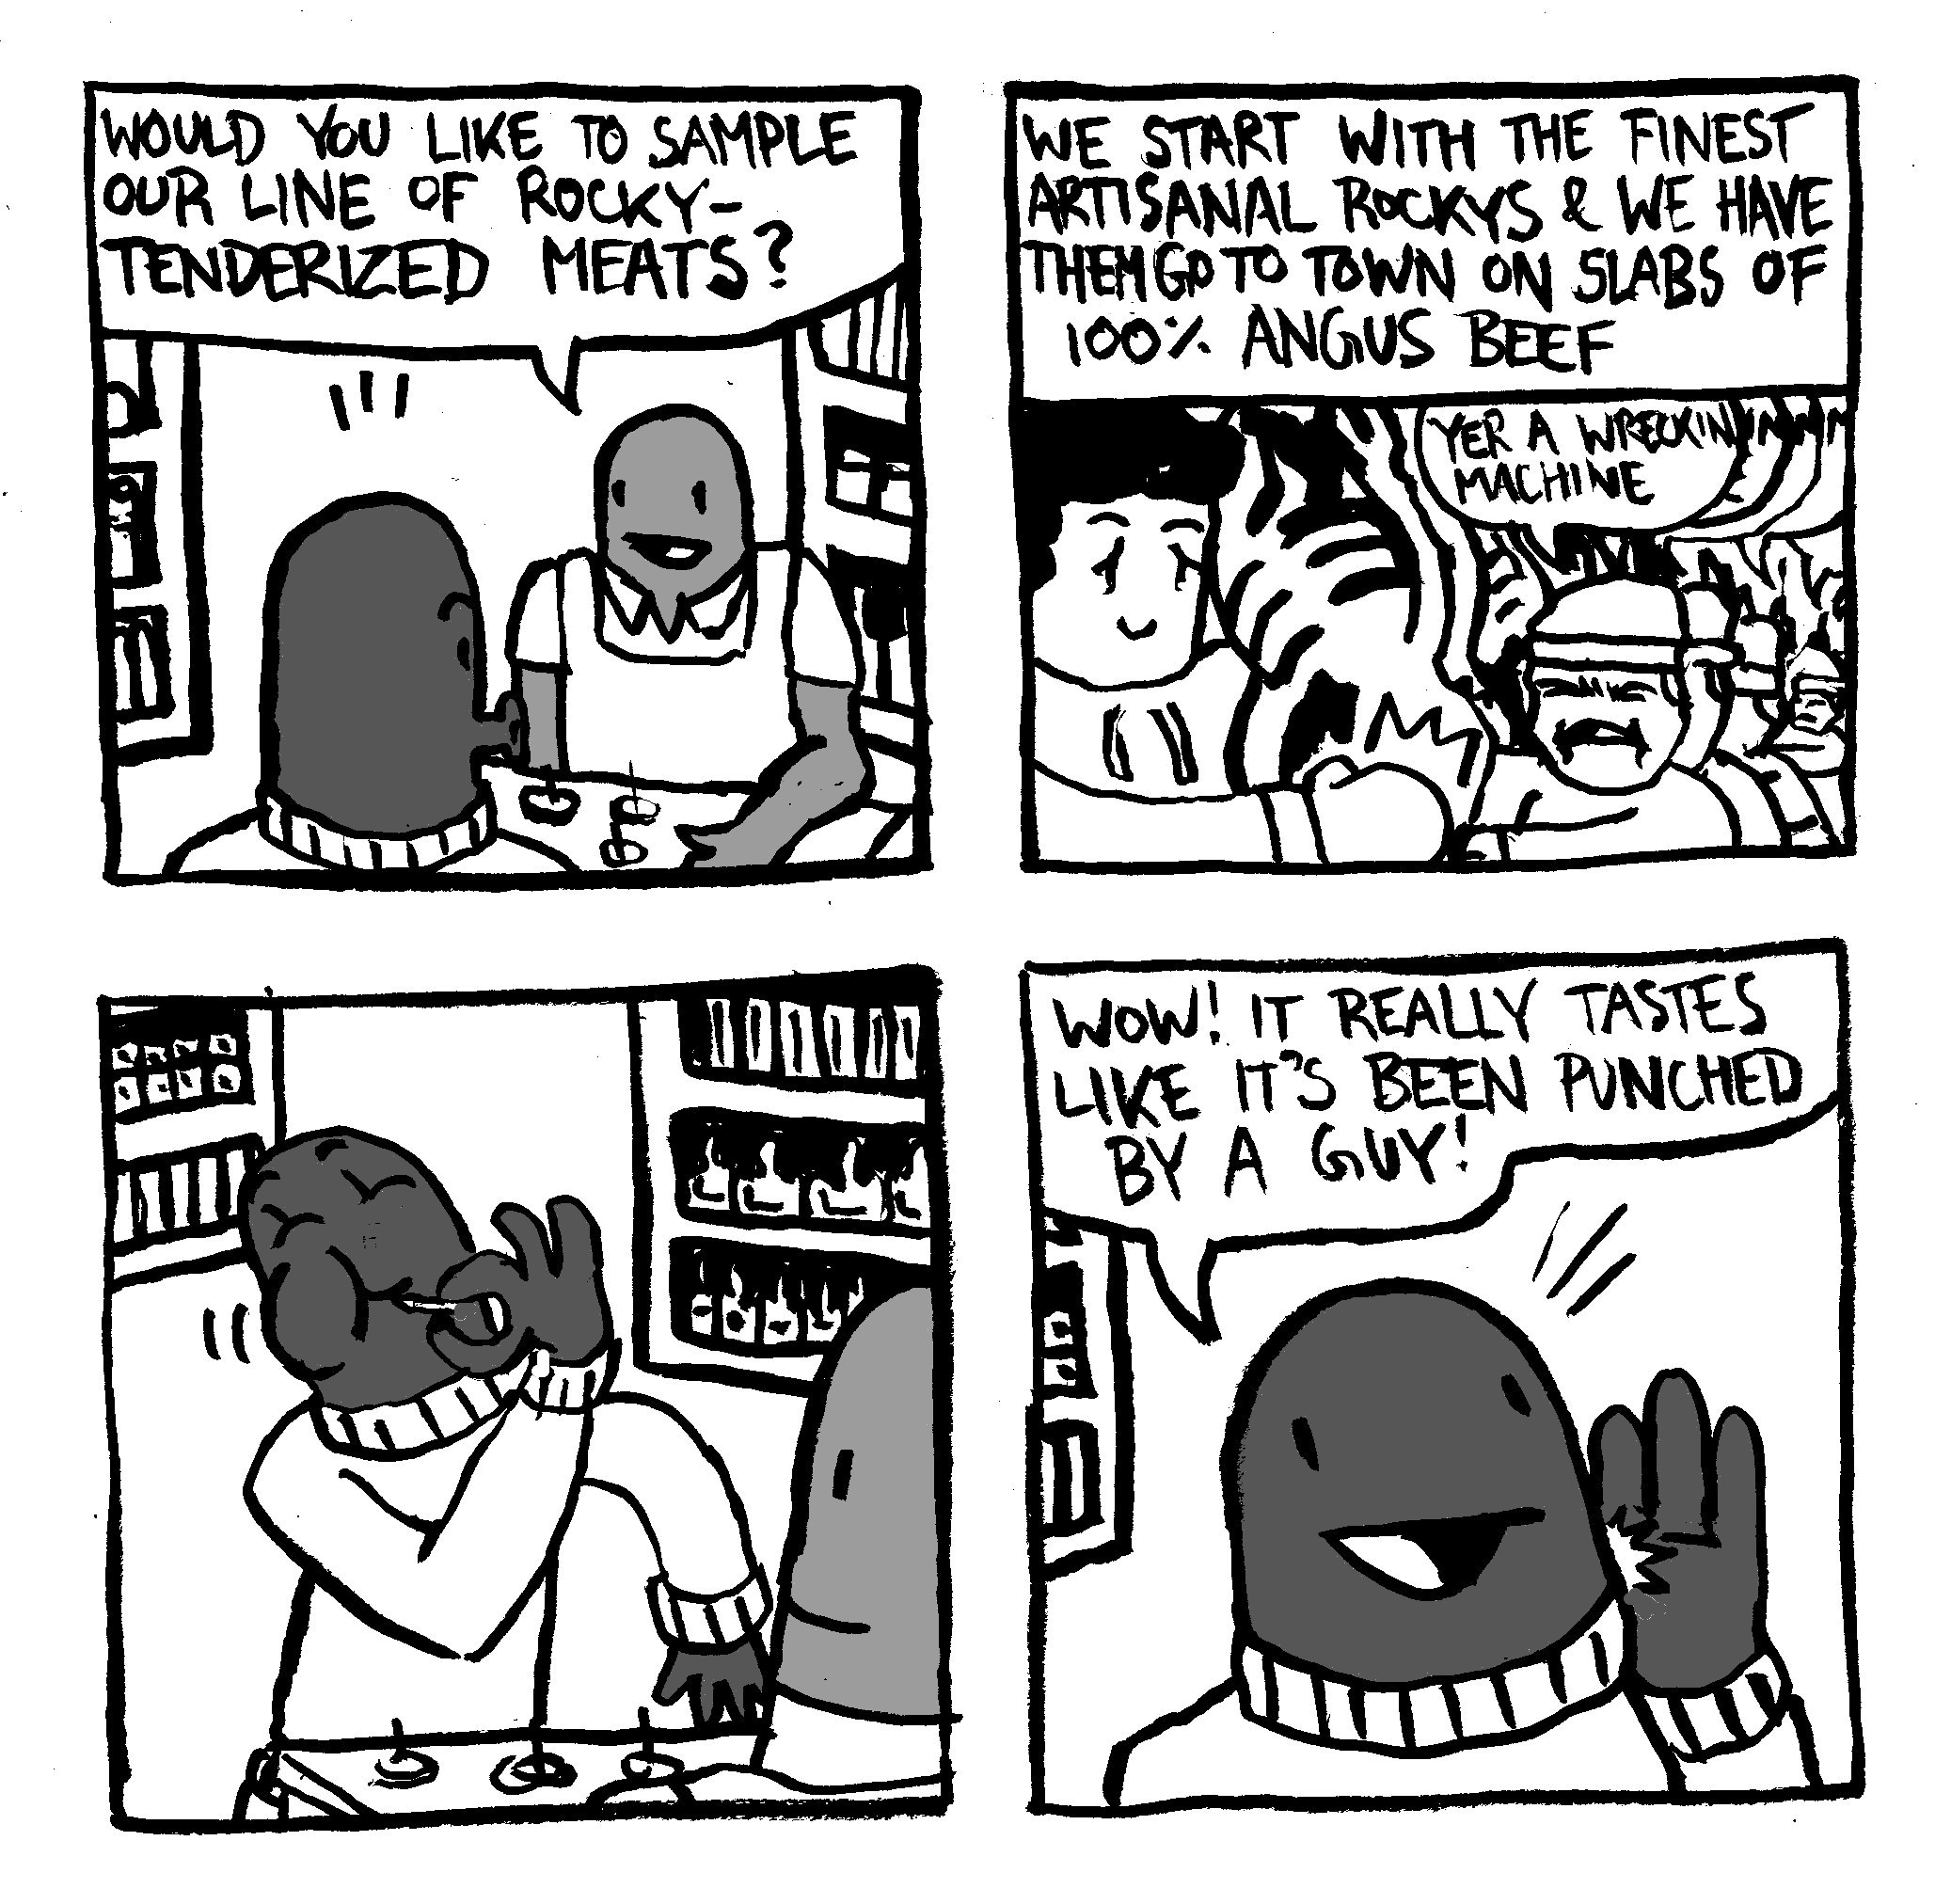 WOULD YOU LIKE TO SAMPLE
OUR LINE OF ROCKY-
TENDERIZED MEATS?
WE START WITH THE FINEST
ARTISANAL ROCKYS & WE HAVE
THEM GO TO TOWN ON SLABS OF
100% ANGUS BEEF
YER A WRECKIN
MACHINE
WOW! IT REALLY TASTES
LIKE IT'S BEEN PUNCHED
BY A GUY!